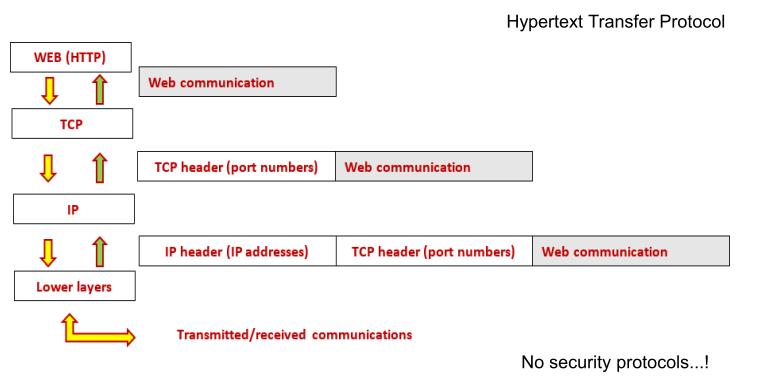 Hypertext Transfer Protocol
WEB (HTTP)
Web communication
TCP
TCP header (port numbers) Web communication
IP
IP header (IP addresses) TCP header (port numbers) Web communication
Lower layers
Transmitted/received communications
No security protocols...!